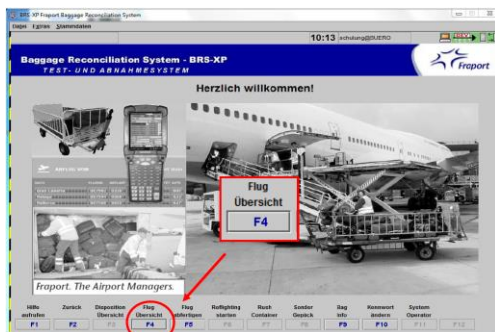 BRS-XP Fraport Baggage Reconciliation System
Datei Extras Stammdaten
10:13 schulung@BUERO
Baggage Reconciliation System - BRS-XP
TEST- UND ABNAHMESYSTEM
Fraport
Herzlich willkommen!
Flug
Übersicht
F4
Fraport. The Airport Managers.
Hilfe anfrufen
Zurück
Disposition Übersicht
Flug Übersicht
Flug abfertigen
Reflighting starten
Rush Container
Sonder Gepäck
Bag Info
Kennwort ändern
System Operator
F1 F2 F3 F4 F5 F6 F7 F8 F9 F10 F11 F12